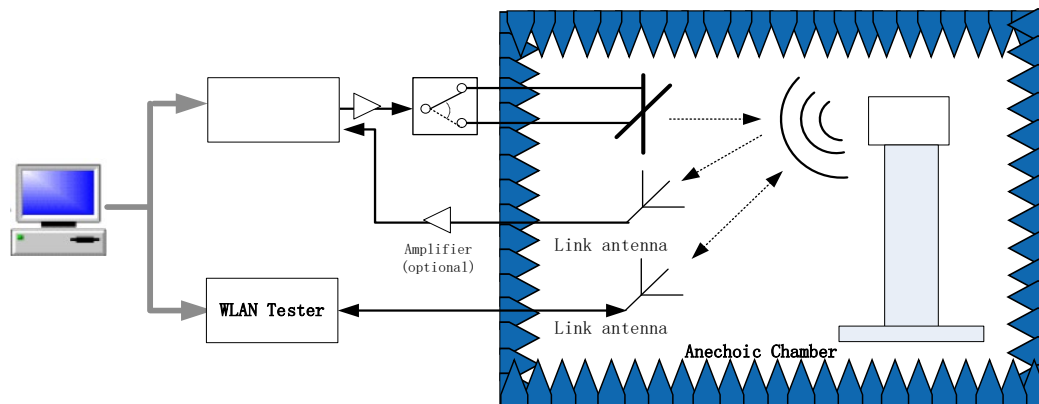 Amplifier
(optional)
Link antenna
WLAN Tester
Link antenna
Anechoic Chamber